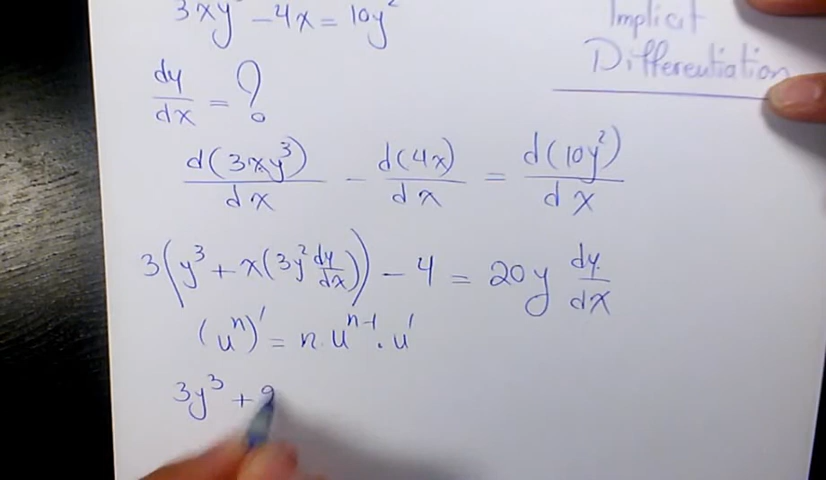 3xy³ - 4x = 10y²
Implicit
Differentiation
dy/dx = ?
d(3xy³)/dx - d(4x)/dx = d(10y²)/dx
3(y³ + x(3y² dy/dx)) - 4 = 20y dy/dx
(uⁿ)' = n.uⁿ⁻¹.u'
3y³ + 9